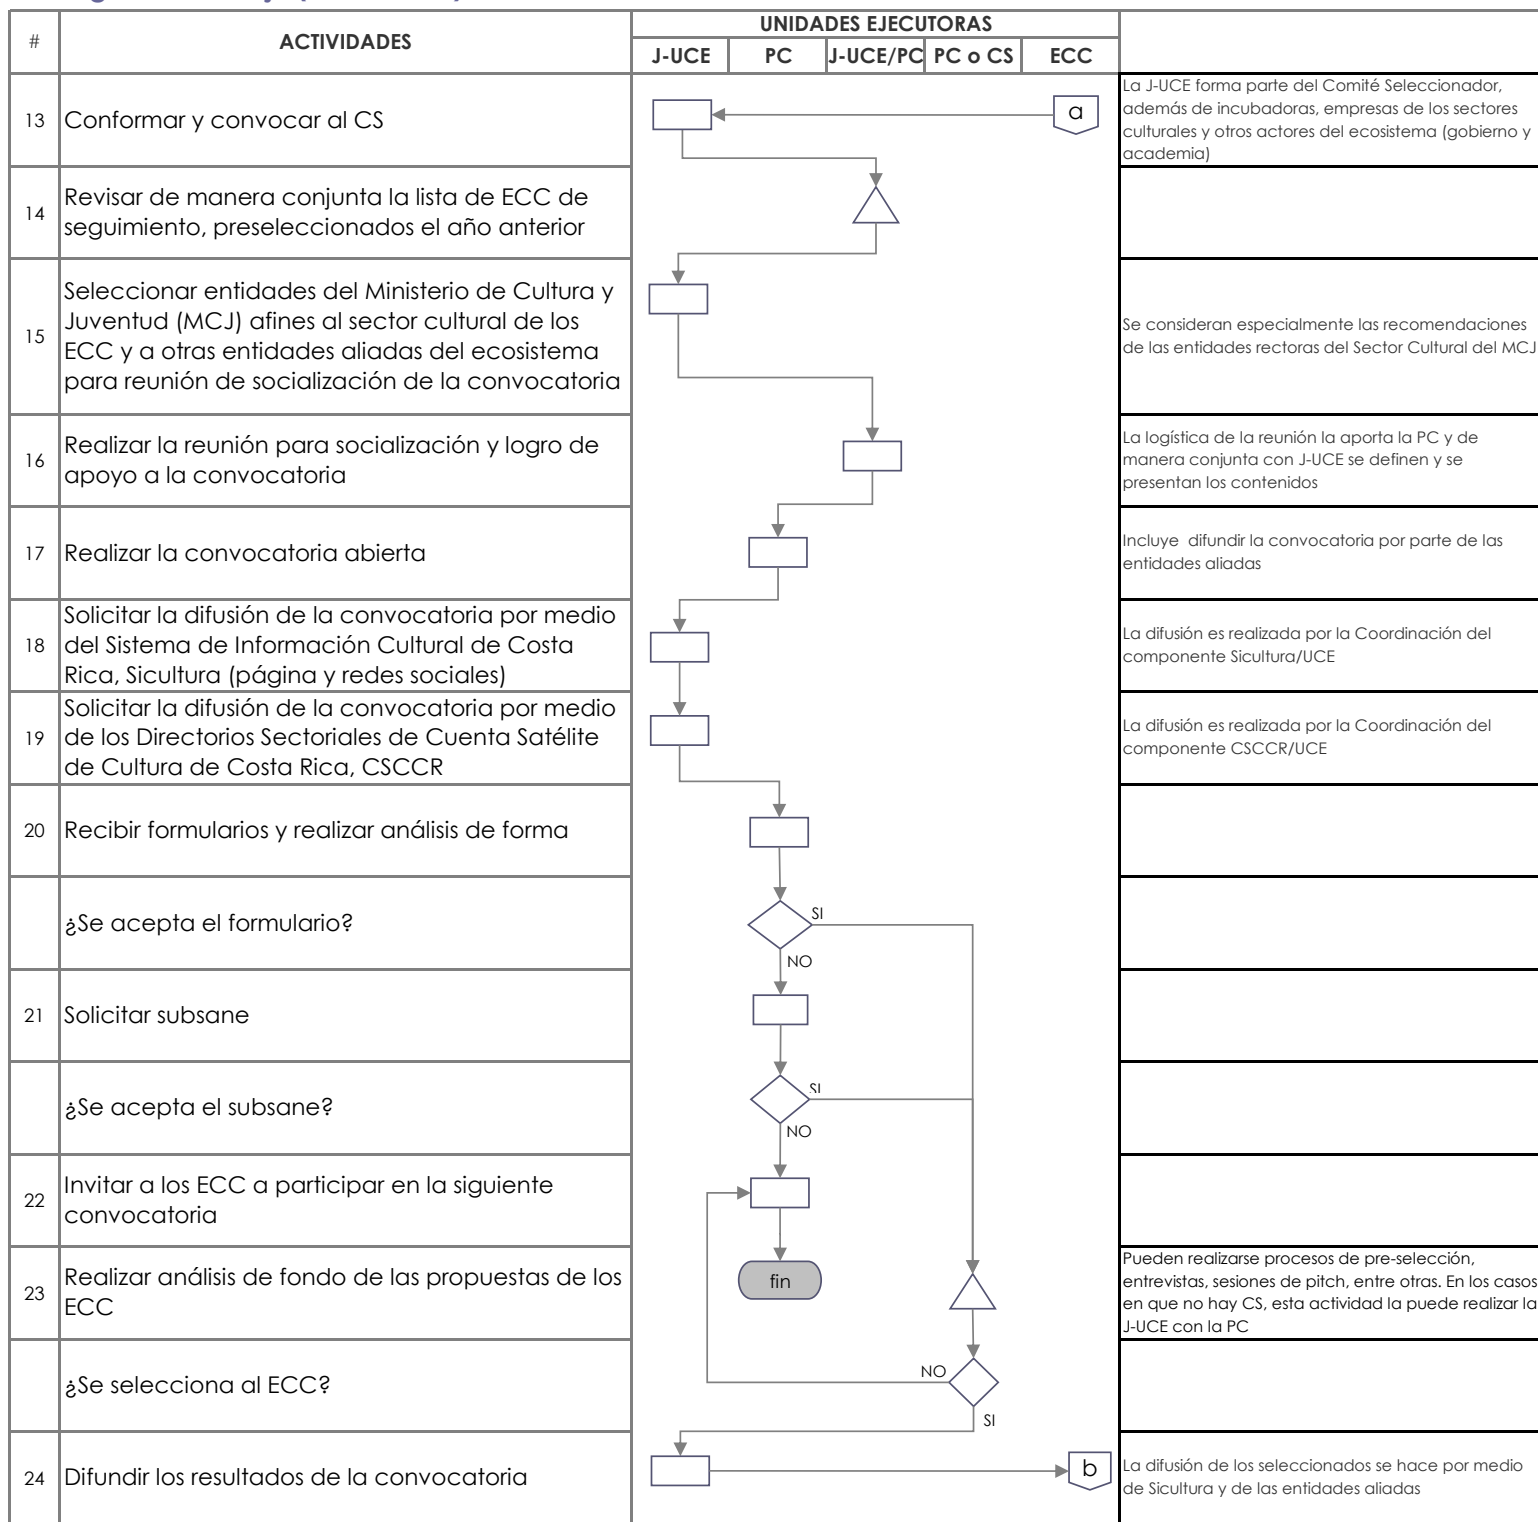 #
ACTIVIDADES
UNIDADES EJECUTORAS
J-UCE
PC
J-UCE/PC
PC o CS
ECC
13
Conformar y convocar al CS
a
La J-UCE forma parte del Comité Seleccionador,
además de incubadoras, empresas de los sectores
culturales y otros actores del ecosistema (gobierno y
academia)
14
Revisar de manera conjunta la lista de ECC de
seguimiento, preseleccionados el año anterior
15
Seleccionar entidades del Ministerio de Cultura y
Juventud (MCJ) afines al sector cultural de los
ECC y a otras entidades aliadas del ecosistema
para reunión de socialización de la convocatoria
Se consideran especialmente las recomendaciones
de las entidades rectoras del Sector Cultural del MCJ
16
Realizar la reunión para socialización y logro de
apoyo a la convocatoria
La logística de la reunión la aporta la PC y de
manera conjunta con J-UCE se definen y se
presentan los contenidos
17
Realizar la convocatoria abierta
Incluye  difundir la convocatoria por parte de las
entidades aliadas
18
Solicitar la difusión de la convocatoria por medio
del Sistema de Información Cultural de Costa
Rica, Sicultura (página y redes sociales)
La difusión es realizada por la Coordinación del
componente Sicultura/UCE
19
Solicitar la difusión de la convocatoria por medio
de los Directorios Sectoriales de Cuenta Satélite
de Cultura de Costa Rica, CSCCR
La difusión es realizada por la Coordinación del
componente CSCCR/UCE
20
Recibir formularios y realizar análisis de forma
¿Se acepta el formulario?
SI
NO
21
Solicitar subsane
¿Se acepta el subsane?
SI
NO
22
Invitar a los ECC a participar en la siguiente
convocatoria
23
Realizar análisis de fondo de las propuestas de los
ECC
fin
Pueden realizarse procesos de pre-selección,
entrevistas, sesiones de pitch, entre otras. En los casos
en que no hay CS, esta actividad la puede realizar la
J-UCE con la PC
¿Se selecciona al ECC?
NO
SI
24
Difundir los resultados de la convocatoria
b
La difusión de los seleccionados se hace por medio
de Sicultura y de las entidades aliadas